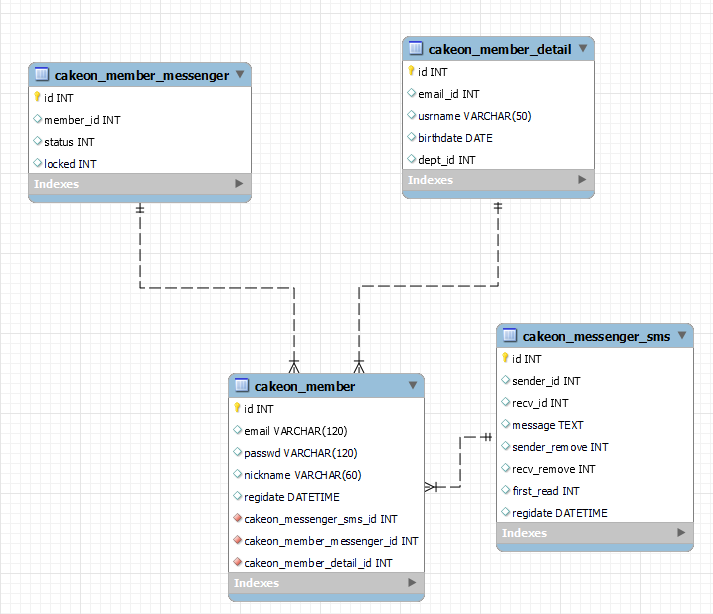 cakeon_member_messenger
id INT
member_id INT
status INT
locked INT
Indexes
cakeon_member_detail
id INT
email_id INT
usrname VARCHAR(50)
birthdate DATE
dept_id INT
Indexes
cakeon_member
id INT
email VARCHAR(120)
passwd VARCHAR(120)
nickname VARCHAR(60)
regidate DATETIME
cakeon_messenger_sms_id INT
cakeon_member_messenger_id INT
cakeon_member_detail_id INT
Indexes
cakeon_messenger_sms
id INT
sender_id INT
recv_id INT
message TEXT
sender_remove INT
recv_remove INT
first_read INT
regidate DATETIME
Indexes